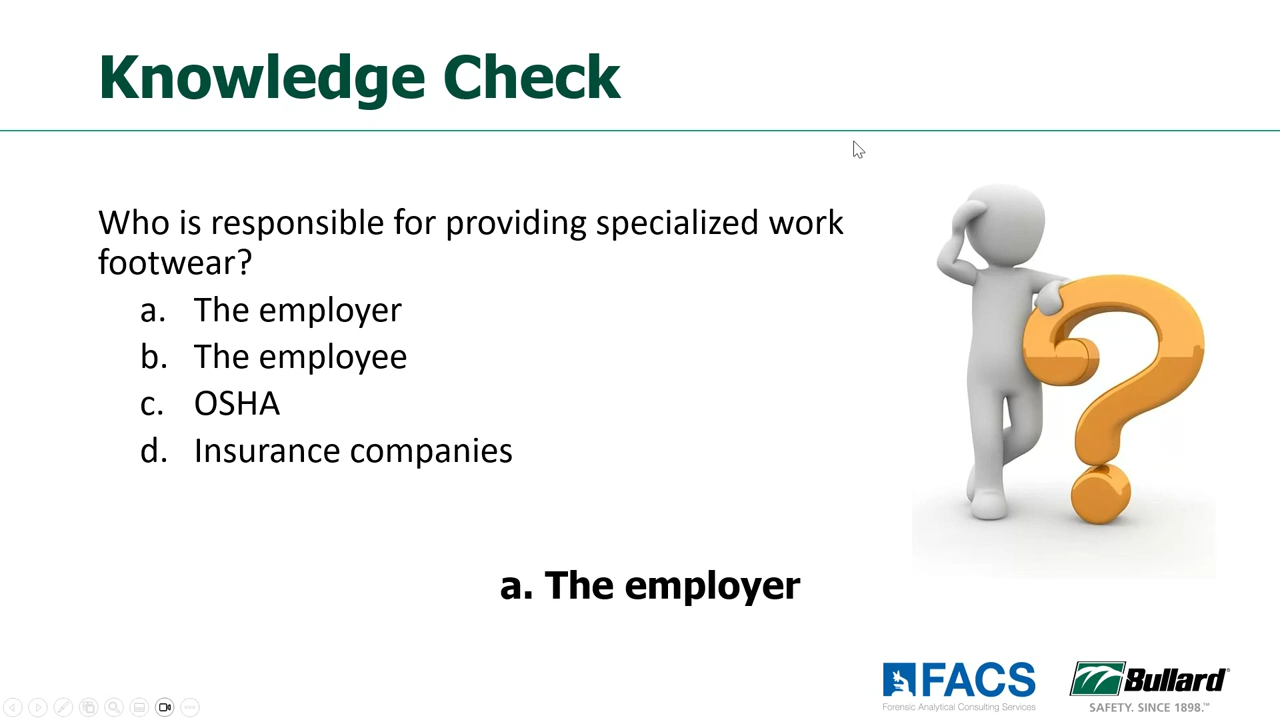 Knowledge Check
Who is responsible for providing specialized work
footwear?
a. The employer
b. The employee
c. OSHA
d. Insurance companies
a. The employer
FACS
Forensic Analytical Consulting Services
Bullard®
SAFETY. SINCE 1898.™